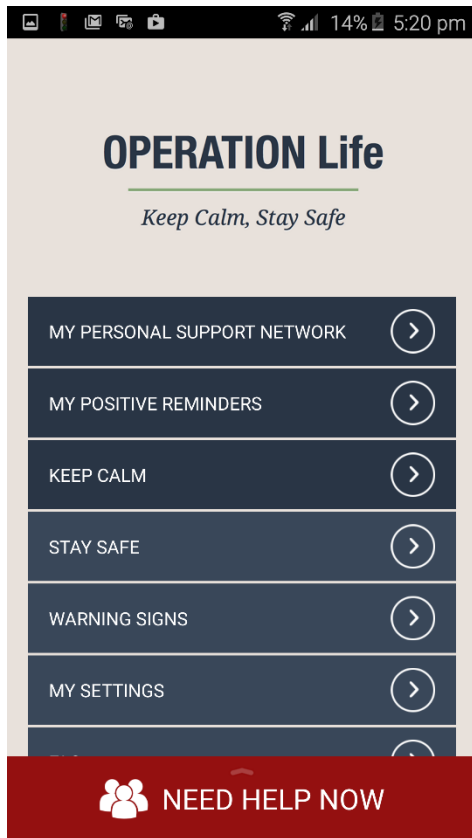 14% 5:20 pm
OPERATION Life
Keep Calm, Stay Safe
MY PERSONAL SUPPORT NETWORK
MY POSITIVE REMINDERS
KEEP CALM
STAY SAFE
WARNING SIGNS
MY SETTINGS
NEED HELP NOW